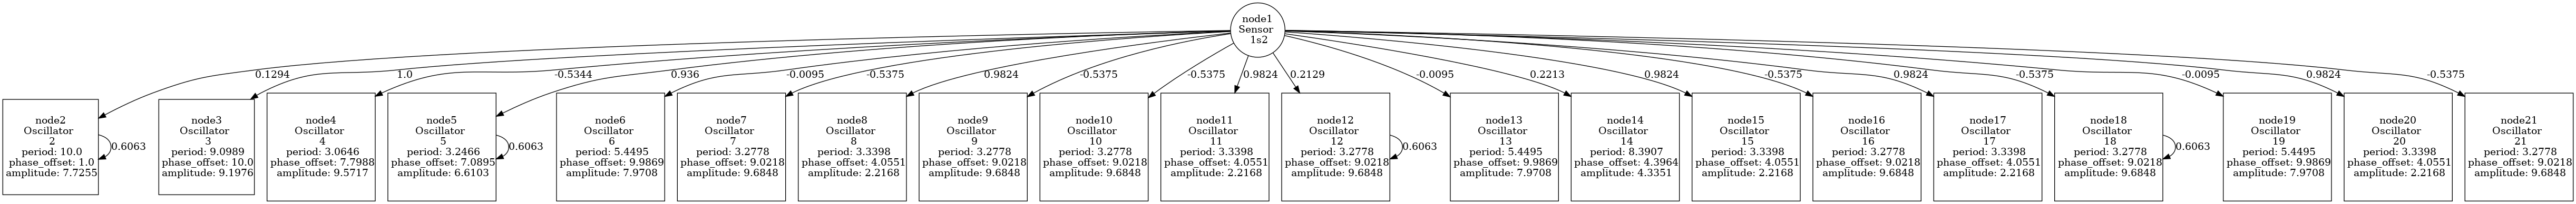 node1
Sensor
1s2
0.1294
1.0
-0.5344
0.936
-0.0095
-0.5375
0.9824
-0.5375
-0.5375
0.9824
0.2129
-0.0095
0.2213
0.9824
-0.5375
0.9824
-0.5375
-0.0095
0.9824
-0.5375
node2
Oscillator
2
period: 10.0
phase_offset: 1.0
amplitude: 7.7255
0.6063
node3
Oscillator
3
period: 9.0989
phase_offset: 10.0
amplitude: 9.1976
node4
Oscillator
4
period: 3.0646
phase_offset: 7.7988
amplitude: 9.5717
node5
Oscillator
5
period: 3.2466
phase_offset: 7.0895
amplitude: 6.6103
0.6063
node6
Oscillator
6
period: 5.4495
phase_offset: 9.9869
amplitude: 7.9708
node7
Oscillator
7
period: 3.2778
phase_offset: 9.0218
amplitude: 9.6848
node8
Oscillator
8
period: 3.3398
phase_offset: 4.0551
amplitude: 2.2168
node9
Oscillator
9
period: 3.2778
phase_offset: 9.0218
amplitude: 9.6848
node10
Oscillator
10
period: 3.2778
phase_offset: 9.0218
amplitude: 9.6848
node11
Oscillator
11
period: 3.3398
phase_offset: 4.0551
amplitude: 2.2168
node12
Oscillator
12
period: 3.2778
phase_offset: 9.0218
amplitude: 9.6848
0.6063
node13
Oscillator
13
period: 5.4495
phase_offset: 9.9869
amplitude: 7.9708
node14
Oscillator
14
period: 8.3907
phase_offset: 4.3964
amplitude: 4.3351
node15
Oscillator
15
period: 3.3398
phase_offset: 4.0551
amplitude: 2.2168
node16
Oscillator
16
period: 3.2778
phase_offset: 9.0218
amplitude: 9.6848
node17
Oscillator
17
period: 3.3398
phase_offset: 4.0551
amplitude: 2.2168
node18
Oscillator
18
period: 3.2778
phase_offset: 9.0218
amplitude: 9.6848
0.6063
node19
Oscillator
19
period: 5.4495
phase_offset: 9.9869
amplitude: 7.9708
node20
Oscillator
20
period: 3.3398
phase_offset: 4.0551
amplitude: 2.2168
node21
Oscillator
21
period: 3.2778
phase_offset: 9.0218
amplitude: 9.6848